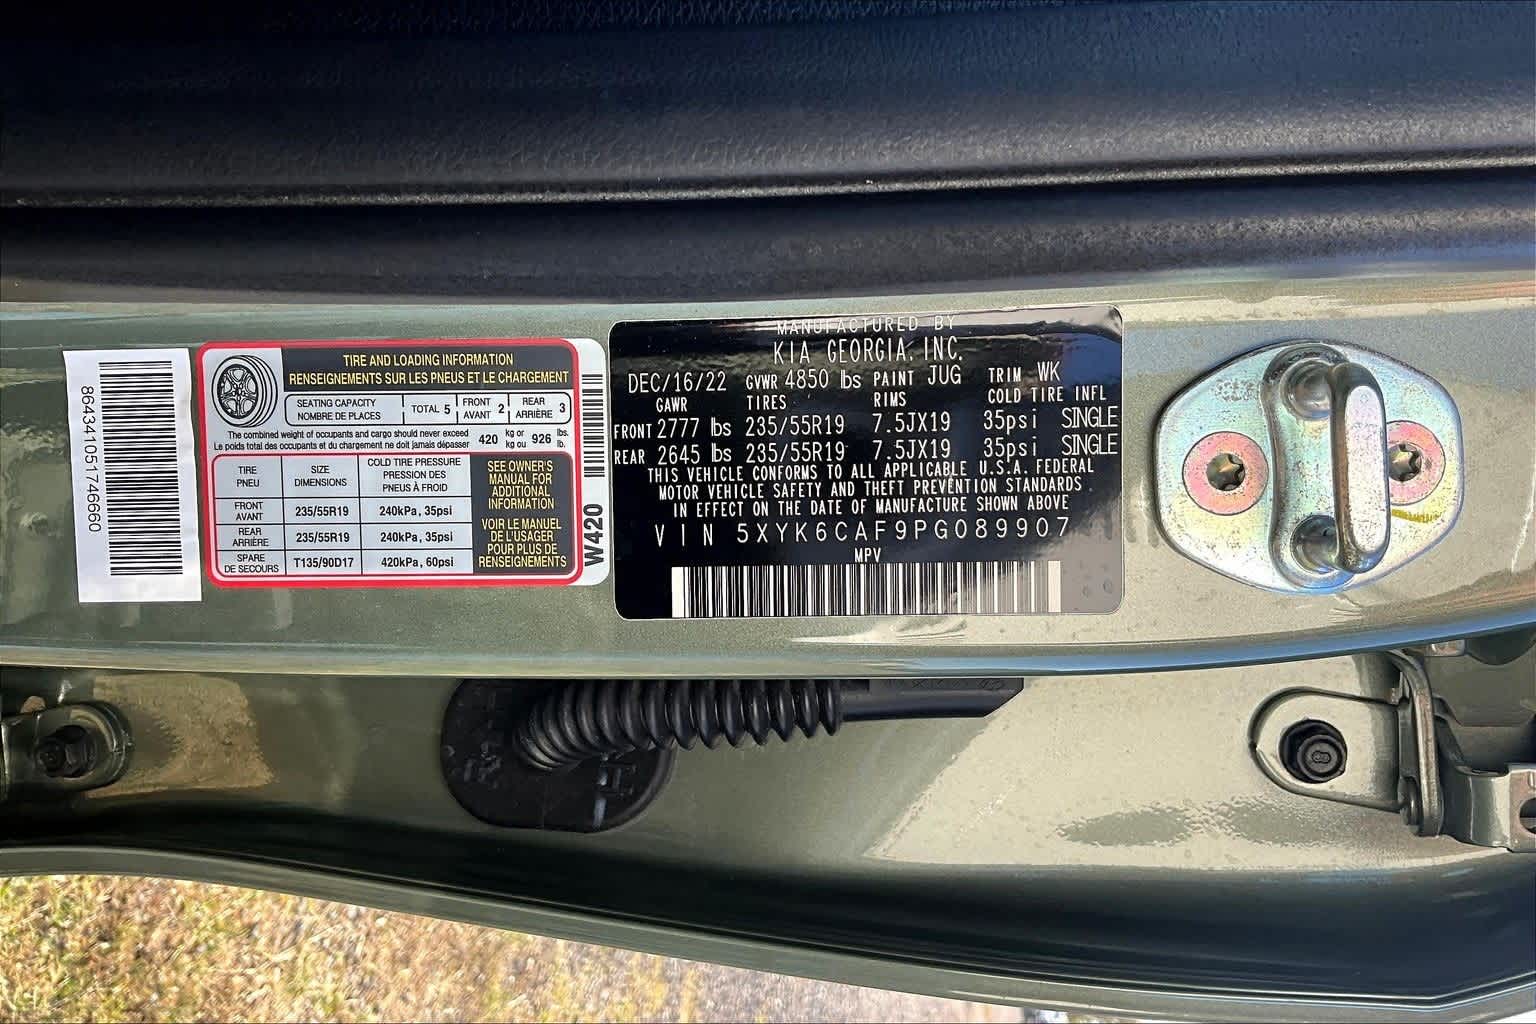 864341051746660
TIRE AND LOADING INFORMATION
RENSEIGNEMENTS SUR LES PNEUS ET LE CHARGEMENT
SEATING CAPACITY
NOMBRE DE PLACES
TOTAL 5
FRONT
AVANT 2
REAR
ARRIÈRE 3
The combined weight of occupants and cargo should never exceed
Le poids total des occupants et du chargement ne doit jamais dépasser
420 kg or
kg ou
926 lbs.
lb.
TIRE
PNEU
SIZE
DIMENSIONS
COLD TIRE PRESSURE
PRESSION DES
PNEUS À FROID
FRONT
AVANT
235/55R19
240kPa, 35psi
REAR
ARRIÈRE
235/55R19
240kPa, 35psi
SPARE
DE SECOURS
T135/90D17
420kPa, 60psi
SEE OWNER'S
MANUAL FOR
ADDITIONAL
INFORMATION
VOIR LE MANUEL
DE L'USAGER
POUR PLUS DE
RENSEIGNEMENTS
W420
MANUFACTURED BY
KIA GEORGIA, INC.
DEC/16/22 GVWR 4850 lbs PAINT JUG TRIM WK
GAWR TIRES RIMS COLD TIRE INFL
FRONT 2777 lbs 235/55R19 7.5JX19 35psi SINGLE
REAR 2645 lbs 235/55R19 7.5JX19 35psi SINGLE
THIS VEHICLE CONFORMS TO ALL APPLICABLE U.S.A. FEDERAL
MOTOR VEHICLE SAFETY AND THEFT PREVENTION STANDARDS
IN EFFECT ON THE DATE OF MANUFACTURE SHOWN ABOVE
VIN 5XYK6CAF9PG089907
MPV